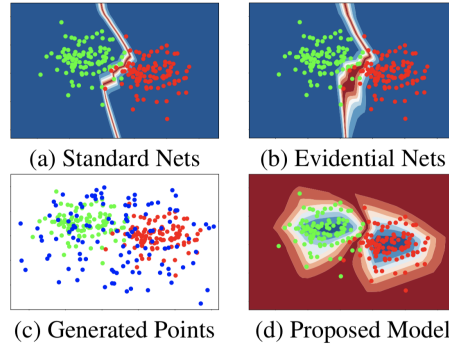 (a) Standard Nets
(b) Evidential Nets
(c) Generated Points
(d) Proposed Model